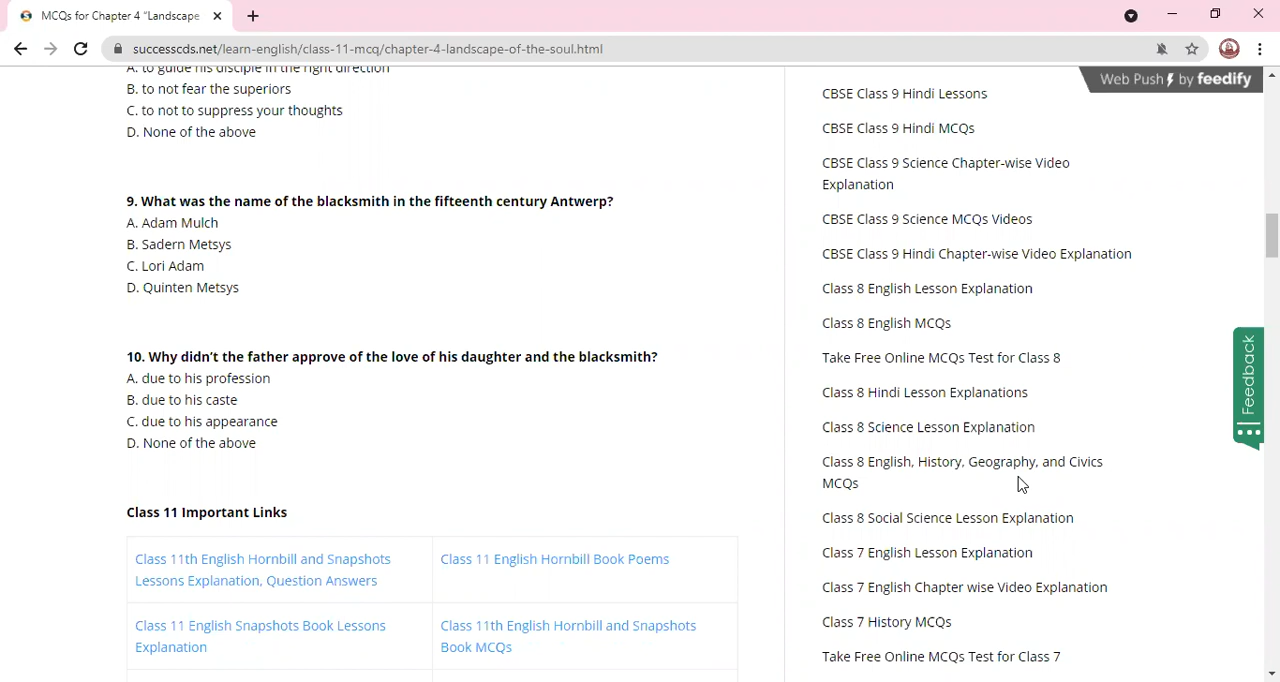 MCQs for Chapter 4 “Landscape
successcds.net/learn-english/class-11-mcq/chapter-4-landscape-of-the-soul.html
Web Push by feedify
A. to guide his disciple in the right direction
B. to not fear the superiors
C. to not to suppress your thoughts
D. None of the above
9. What was the name of the blacksmith in the fifteenth century Antwerp?
A. Adam Mulch
B. Sadern Metsys
C. Lori Adam
D. Quinten Metsys
10. Why didn’t the father approve of the love of his daughter and the blacksmith?
A. due to his profession
B. due to his caste
C. due to his appearance
D. None of the above
Class 11 Important Links
Class 11th English Hornbill and Snapshots
Lessons Explanation, Question Answers
Class 11 English Hornbill Book Poems
Class 11 English Snapshots Book Lessons
Explanation
Class 11th English Hornbill and Snapshots
Book MCQs
CBSE Class 9 Hindi Lessons
CBSE Class 9 Hindi MCQs
CBSE Class 9 Science Chapter-wise Video
Explanation
CBSE Class 9 Science MCQs Videos
CBSE Class 9 Hindi Chapter-wise Video Explanation
Class 8 English Lesson Explanation
Class 8 English MCQs
Take Free Online MCQs Test for Class 8
Class 8 Hindi Lesson Explanations
Class 8 Science Lesson Explanation
Class 8 English, History, Geography, and Civics
MCQs
Class 8 Social Science Lesson Explanation
Class 7 English Lesson Explanation
Class 7 English Chapter wise Video Explanation
Class 7 History MCQs
Take Free Online MCQs Test for Class 7
Feedback